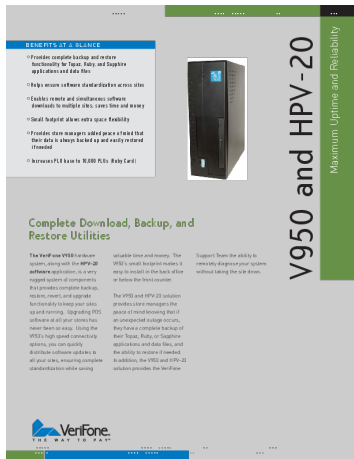 BENEFITS AT A GLANCE
Provides complete backup and restore
functionality for Topaz, Ruby, and Sapphire
applications and data files
Helps ensure software standardization across sites
Enables remote and simultaneous software
downloads to multiple sites, saves time and money
Small footprint allows extra space flexibility
Provides store managers added peace of mind that
their data is always backed up and easily restored
if needed
Increases PLU base to 10,000 PLUs (Ruby Card)
V950 and HPV-20
Maximum Uptime and Reliability
Complete Download, Backup, and
Restore Utilities
The VeriFone V950 hardware
system, along with the HPV-20
software application, is a very
rugged system of components
that provides complete backup,
restore, revert, and upgrade
functionality to keep your sites
up and running. Upgrading POS
software at all your stores has
never been so easy. Using the
V950's high speed connectivity
options, you can quickly
distribute software updates to
all your sites, ensuring complete
standardization while saving
valuable time and money. The
V950's small footprint makes it
easy to install in the back office
or below the front counter.
The V950 and HPV-20 solution
provides store managers the
peace of mind knowing that if
an unexpected outage occurs,
they have a complete backup of
their Topaz, Ruby, or Sapphire
applications and data files, and
the ability to restore if needed.
In addition, the V950 and HPV-20
solution provides the VeriFone
Support Team the ability to
remotely diagnose your system
without taking the site down.
VeriFone.
THE WAY TO PAY